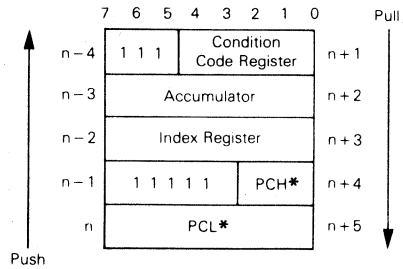 7 6 5 4 3 2 1 0 Pull
n-4 1 1 1 Condition Code Register n+1
n-3 Accumulator n+2
n-2 Index Register n+3
n-1 1 1 1 1 1 PCH* n+4
n PCL* n+5
Push